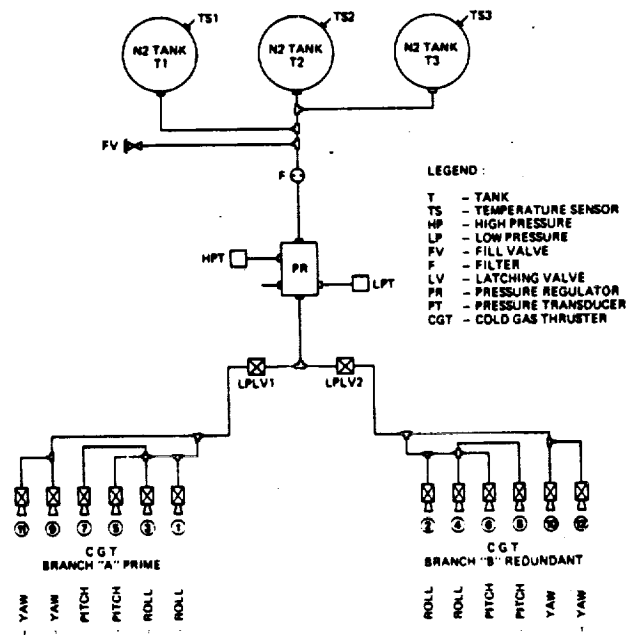 TS1
TS2
TS3
N2 TANK
T1
N2 TANK
T2
N2 TANK
T3
FV
F
LEGEND :
T – TANK
TS – TEMPERATURE SENSOR
HP – HIGH PRESSURE
LP – LOW PRESSURE
FV – FILL VALVE
F – FILTER
LV – LATCHING VALVE
PR – PRESSURE REGULATOR
PT – PRESSURE TRANSDUCER
CGT – COLD GAS THRUSTER
HPT
PR
LPT
LPLV1
LPLV2
11 9 7 5 3 1
2 4 6 8 10 12
C G T
BRANCH "A" PRIME
C G T
BRANCH "B" REDUNDANT
YAW
YAW
PITCH
PITCH
ROLL
ROLL
ROLL
ROLL
PITCH
PITCH
YAW
YAW